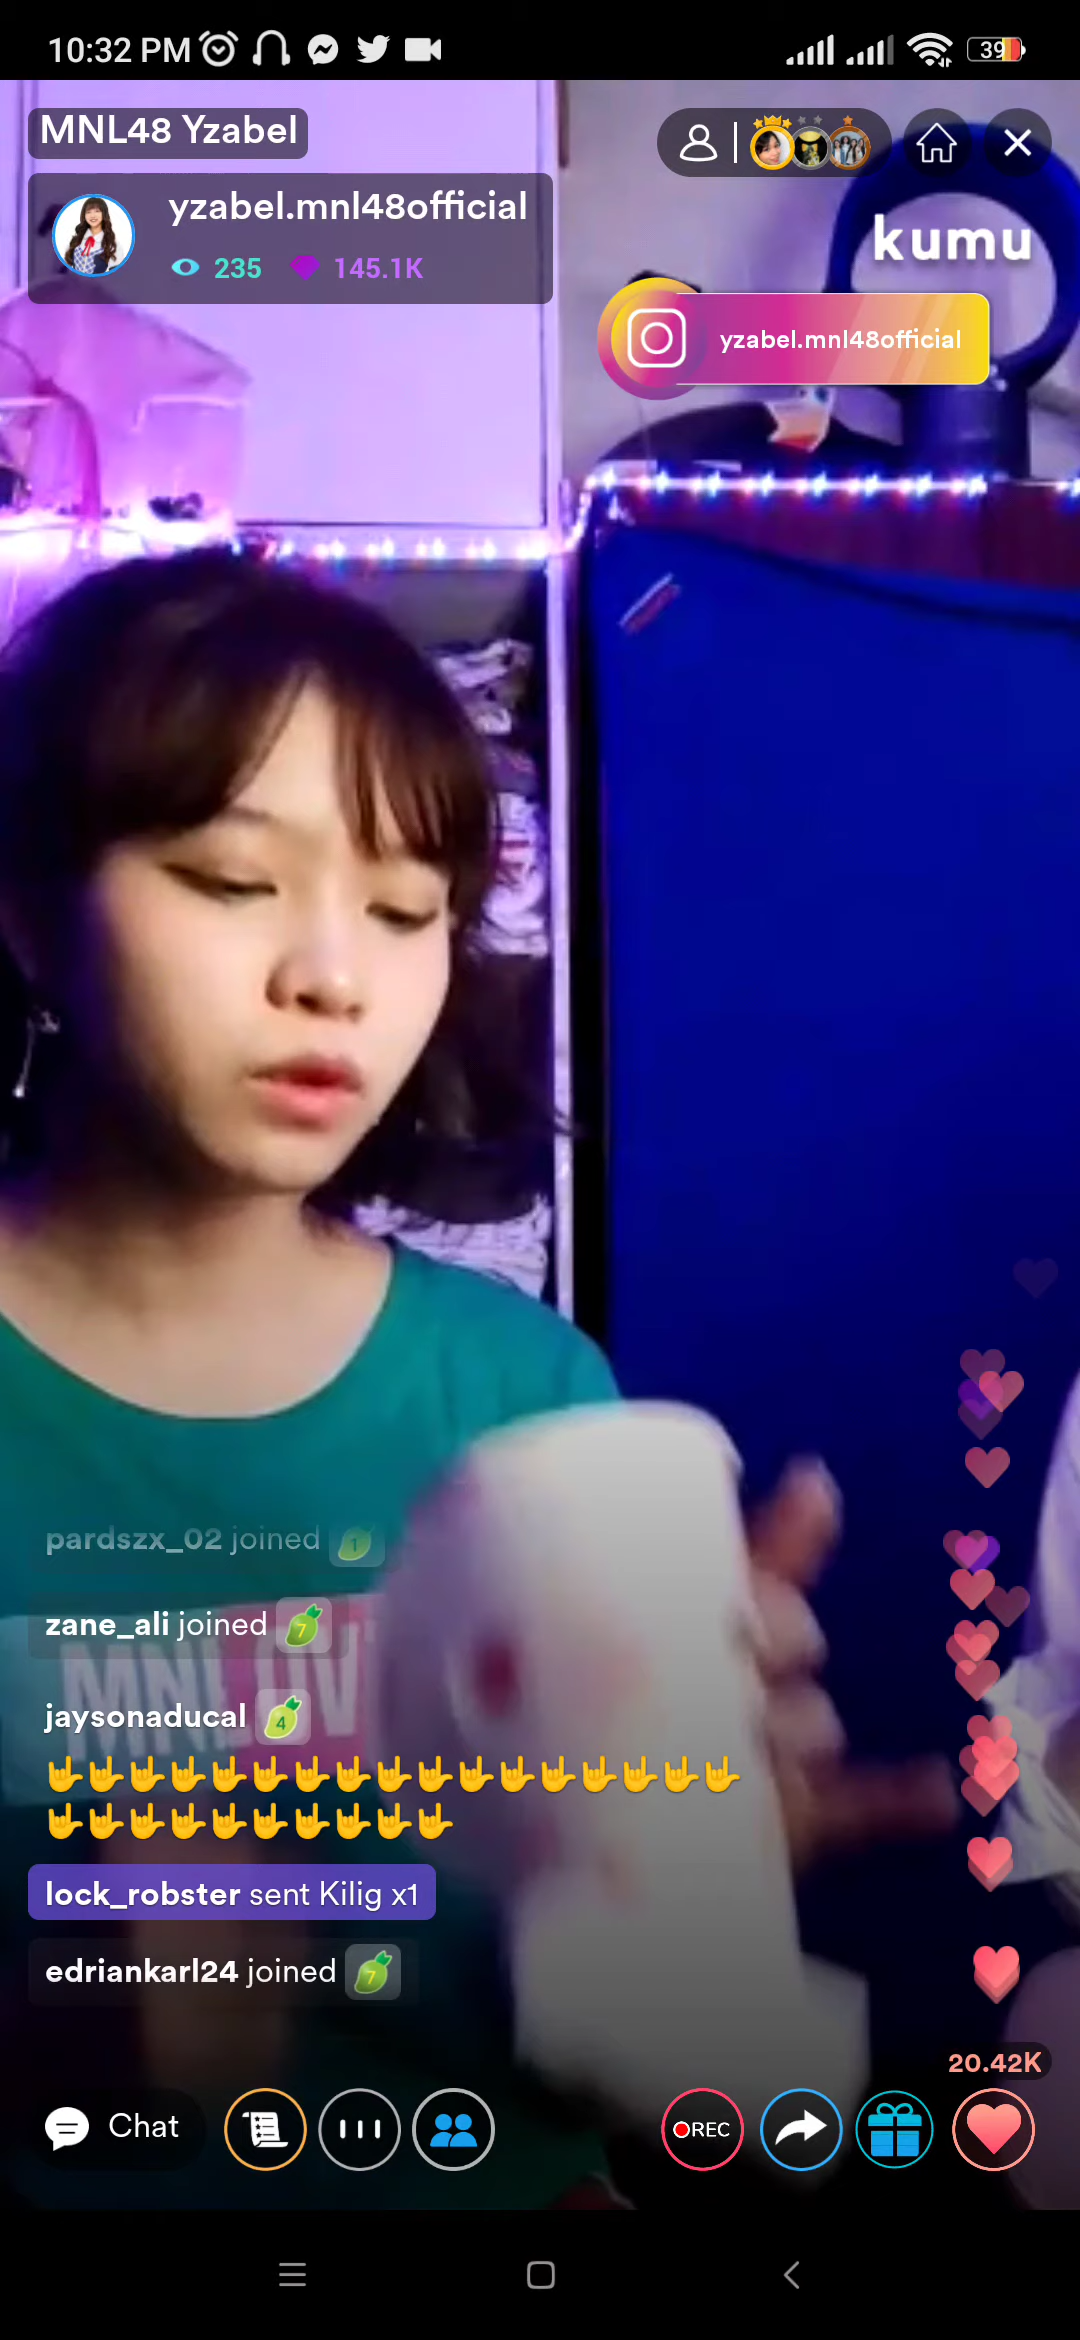 10:32 PM
39
MNL48 Yzabel
yzabel.mnl48official
235 145.1K
kumu
yzabel.mnl48official
pardszx_02 joined 1
zane_ali joined 7
MNLUV
jaysonaducal 4
🤟🤟🤟🤟🤟🤟🤟🤟🤟🤟🤟🤟🤟🤟🤟🤟🤟
🤟🤟🤟🤟🤟🤟🤟🤟🤟🤟
lock_robster sent Kilig x1
edriankarl24 joined 7
20.42K
Chat
REC